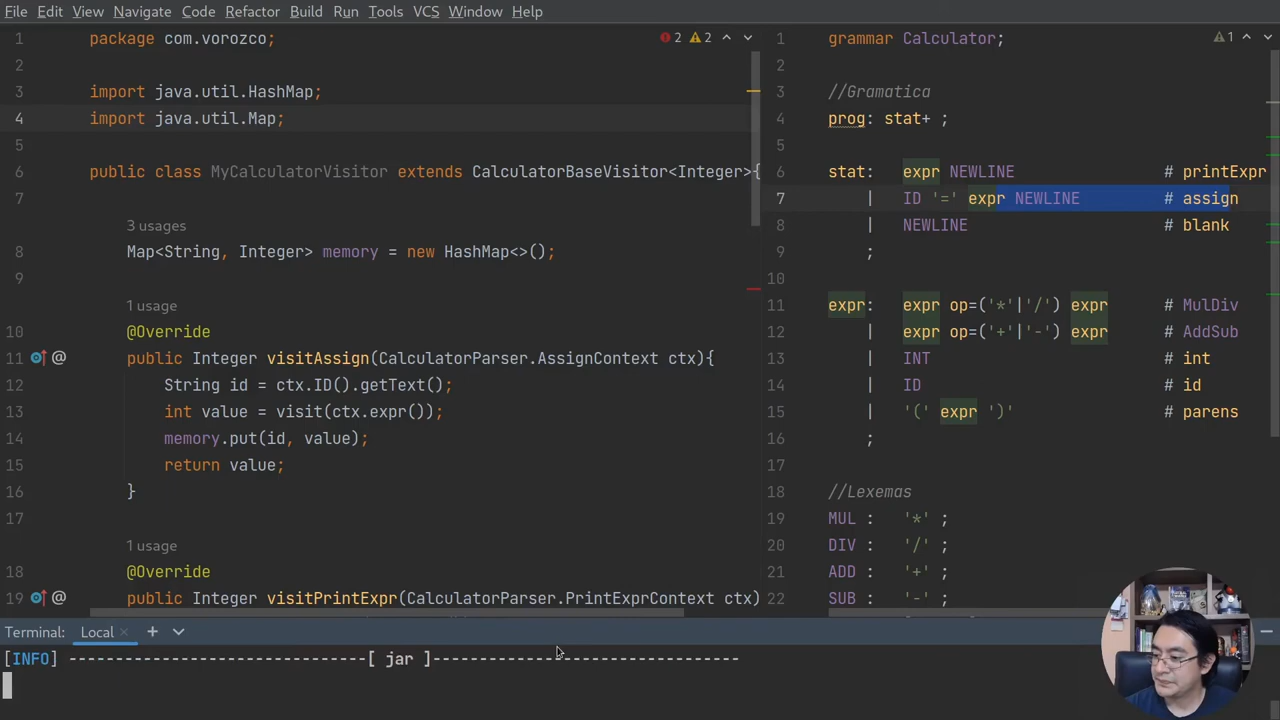 File Edit View Navigate Code Refactor Build Run Tools VCS Window Help
1 package com.vorozco;
2 2
2
3 import java.util.HashMap;
4 import java.util.Map;
5
6 public class MyCalculatorVisitor extends CalculatorBaseVisitor<Integer>{
7
3 usages
8 Map<String, Integer> memory = new HashMap<>();
9
1 usage
10 @Override
11 @ public Integer visitAssign(CalculatorParser.AssignContext ctx){
12 String id = ctx.ID().getText();
13 int value = visit(ctx.expr());
14 memory.put(id, value);
15 return value;
16 }
17
1 usage
18 @Override
19 @ public Integer visitPrintExpr(CalculatorParser.PrintExprContext ctx)
1 grammar Calculator;
1
2
3 //Gramatica
4 prog: stat+ ;
5
6 stat: expr NEWLINE # printExpr
7 | ID '=' expr NEWLINE # assign
8 | NEWLINE # blank
9 ;
10
11 expr: expr op=('*'|'/') expr # MulDiv
12 | expr op=('+'|'-') expr # AddSub
13 | INT # int
14 | ID # id
15 | '(' expr ')' # parens
16 ;
17
18 //Lexemas
19 MUL : '*' ;
20 DIV : '/' ;
21 ADD : '+' ;
22 SUB : '-' ;
Terminal: Local × +
[INFO] --------------------------------[ jar ]---------------------------------